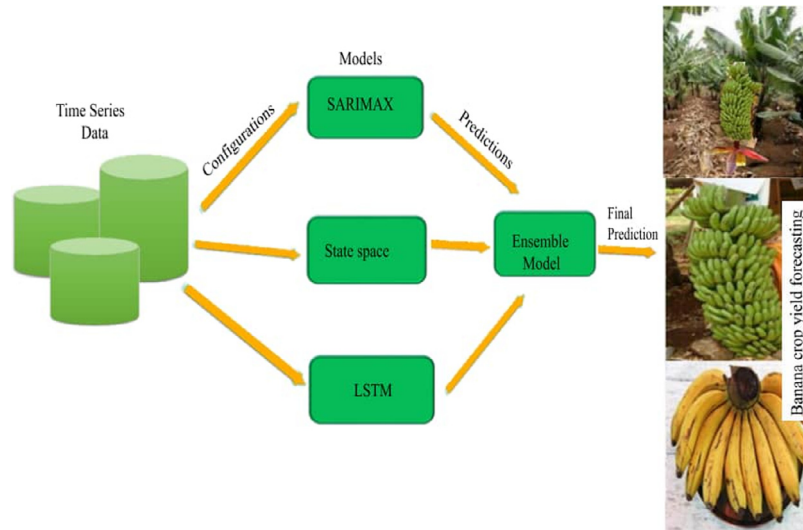 Time Series
Data
Configurations
Models
SARIMAX
State space
LSTM
Predictions
Ensemble
Model
Final
Prediction
Banana crop yield forecasting